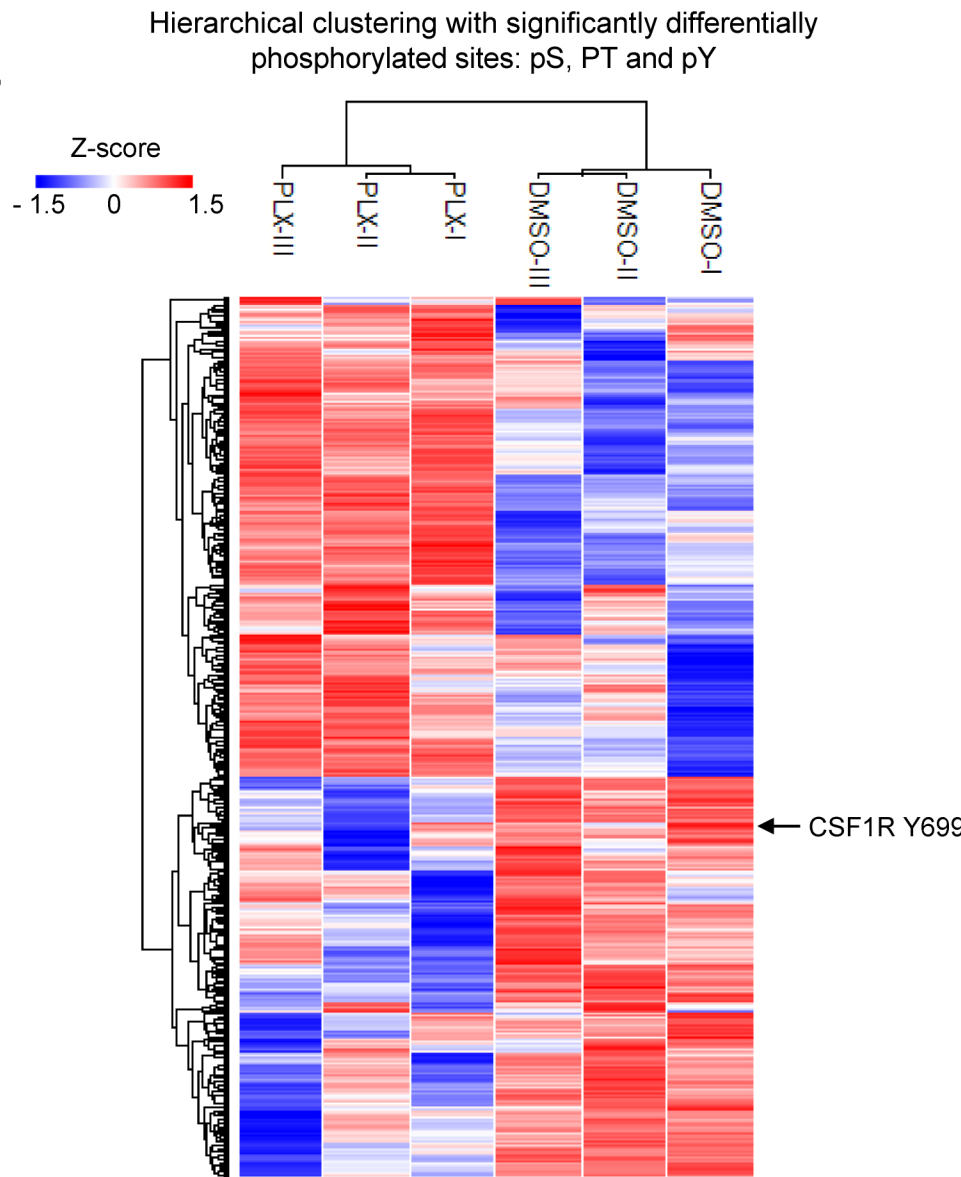 Hierarchical clustering with significantly differentially
phosphorylated sites: pS, PT and pY
Z-score
- 1.5 0 1.5
PLX-III PLX-II PLX-I DMSO-III DMSO-II DMSO-I
CSF1R Y699